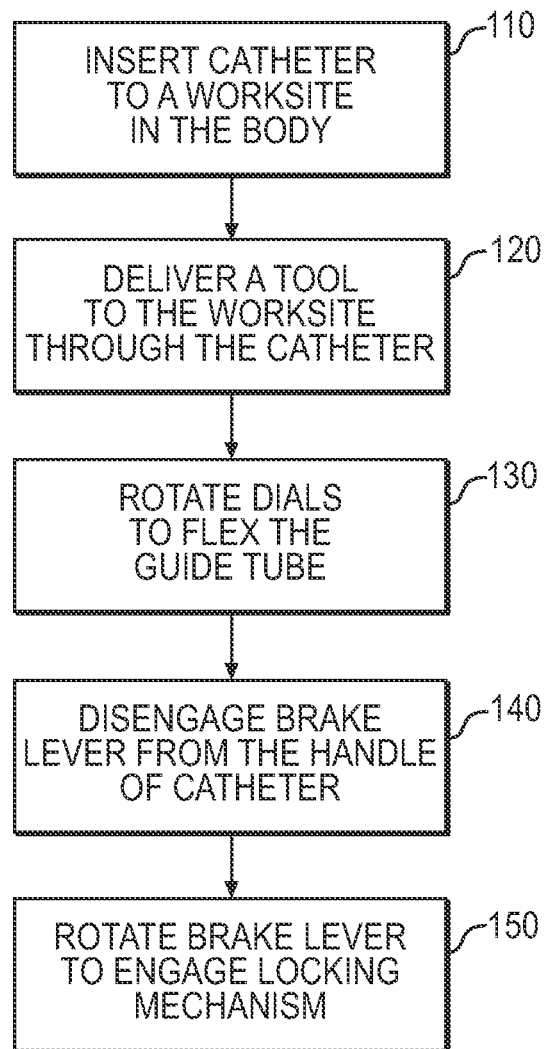 110
INSERT CATHETER
TO A WORKSITE
IN THE BODY
120
DELIVER A TOOL
TO THE WORKSITE
THROUGH THE CATHETER
130
ROTATE DIALS
TO FLEX THE
GUIDE TUBE
140
DISENGAGE BRAKE
LEVER FROM THE HANDLE
OF CATHETER
150
ROTATE BRAKE LEVER
TO ENGAGE LOCKING
MECHANISM